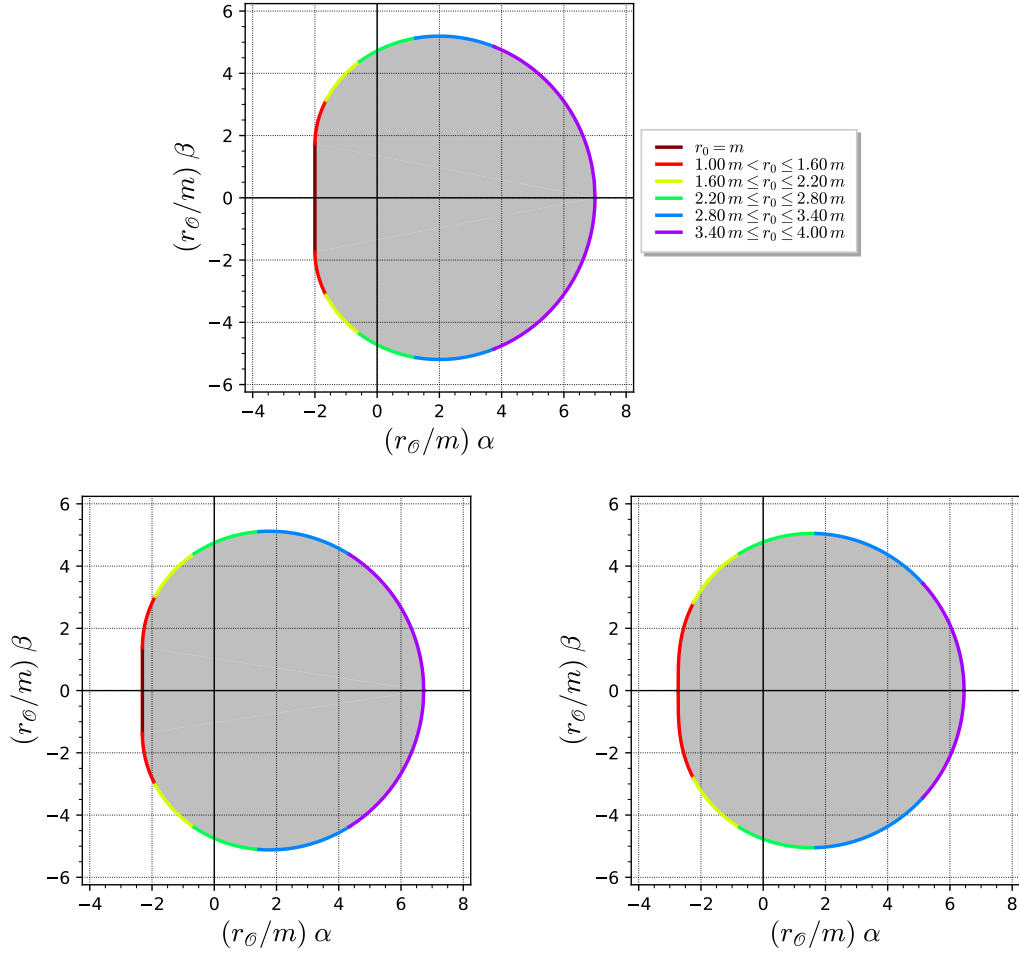 6
4
2
0
−2
−4
−6
−4 −2 0 2 4 6 8
(r𝒪/m) β
(r𝒪/m) α
r₀ = m
1.00 m < r₀ ≤ 1.60 m
1.60 m ≤ r₀ ≤ 2.20 m
2.20 m ≤ r₀ ≤ 2.80 m
2.80 m ≤ r₀ ≤ 3.40 m
3.40 m ≤ r₀ ≤ 4.00 m
6
4
2
0
−2
−4
−6
−4 −2 0 2 4 6 8
(r𝒪/m) β
(r𝒪/m) α
6
4
2
0
−2
−4
−6
−4 −2 0 2 4 6 8
(r𝒪/m) β
(r𝒪/m) α